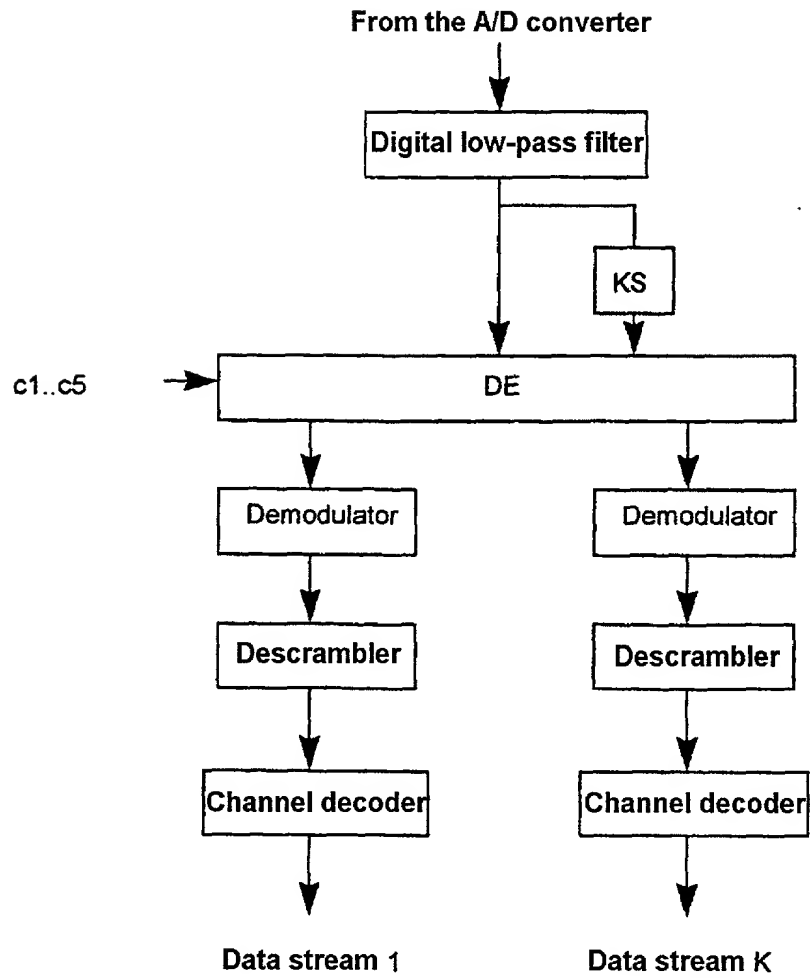 From the A/D converter
Digital low-pass filter
KS
c1..c5
DE
Demodulator
Demodulator
Descrambler
Descrambler
Channel decoder
Channel decoder
Data stream 1
Data stream K